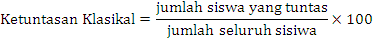 Ketuntasan Klasikal = jumlah siswa yang tuntas / jumlah seluruh sisiwa × 100